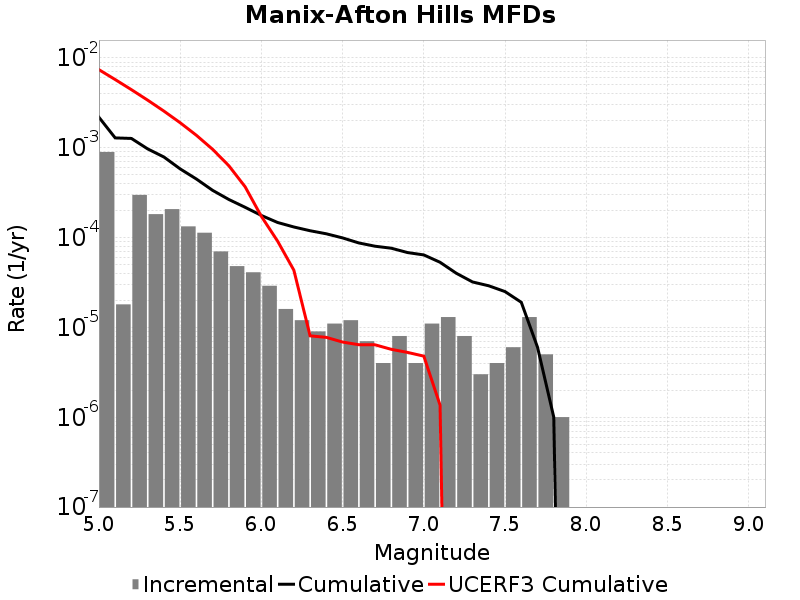 Manix-Afton Hills MFDs
10-2
10-3
10-4
10-5
10-6
10-7
Rate (1/yr)
5.0 5.5 6.0 6.5 7.0 7.5 8.0 8.5 9.0
Magnitude
Incremental Cumulative UCERF3 Cumulative